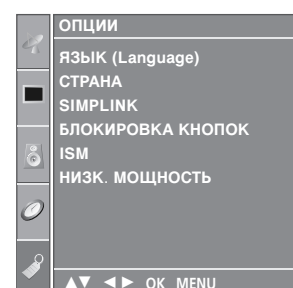 ОПЦИИ
ЯЗЫК (Language)
СТРАНА
SIMPLINK
БЛОКИРОВКА КНОПОК
ISM
НИЗК. МОЩНОСТЬ
▲▼ ◄► OK MENU